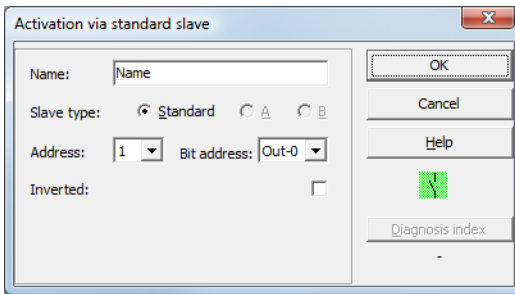 Activation via standard slave
Name: Name
Slave type: Standard A B
Address: 1 Bit address: Out-0
Inverted:
OK
Cancel
Help
Diagnosis index
-